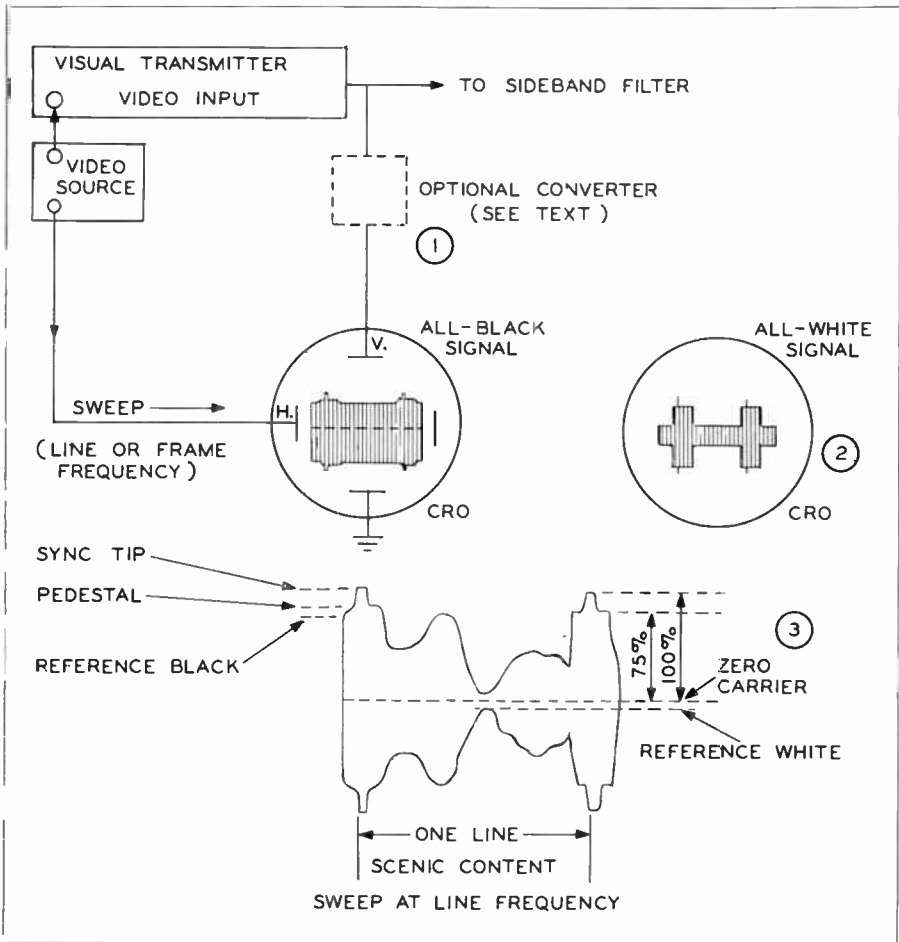 VISUAL TRANSMITTER
VIDEO INPUT
TO SIDEBAND FILTER
VIDEO
SOURCE
OPTIONAL CONVERTER
(SEE TEXT)
1
ALL-BLACK
SIGNAL
ALL-WHITE
SIGNAL
V.
H.
SWEEP
(LINE OR FRAME
FREQUENCY)
2
CRO
CRO
SYNC TIP
PEDESTAL
REFERENCE BLACK
75%
100%
3
ZERO
CARRIER
REFERENCE WHITE
ONE LINE
SCENIC CONTENT
SWEEP AT LINE FREQUENCY